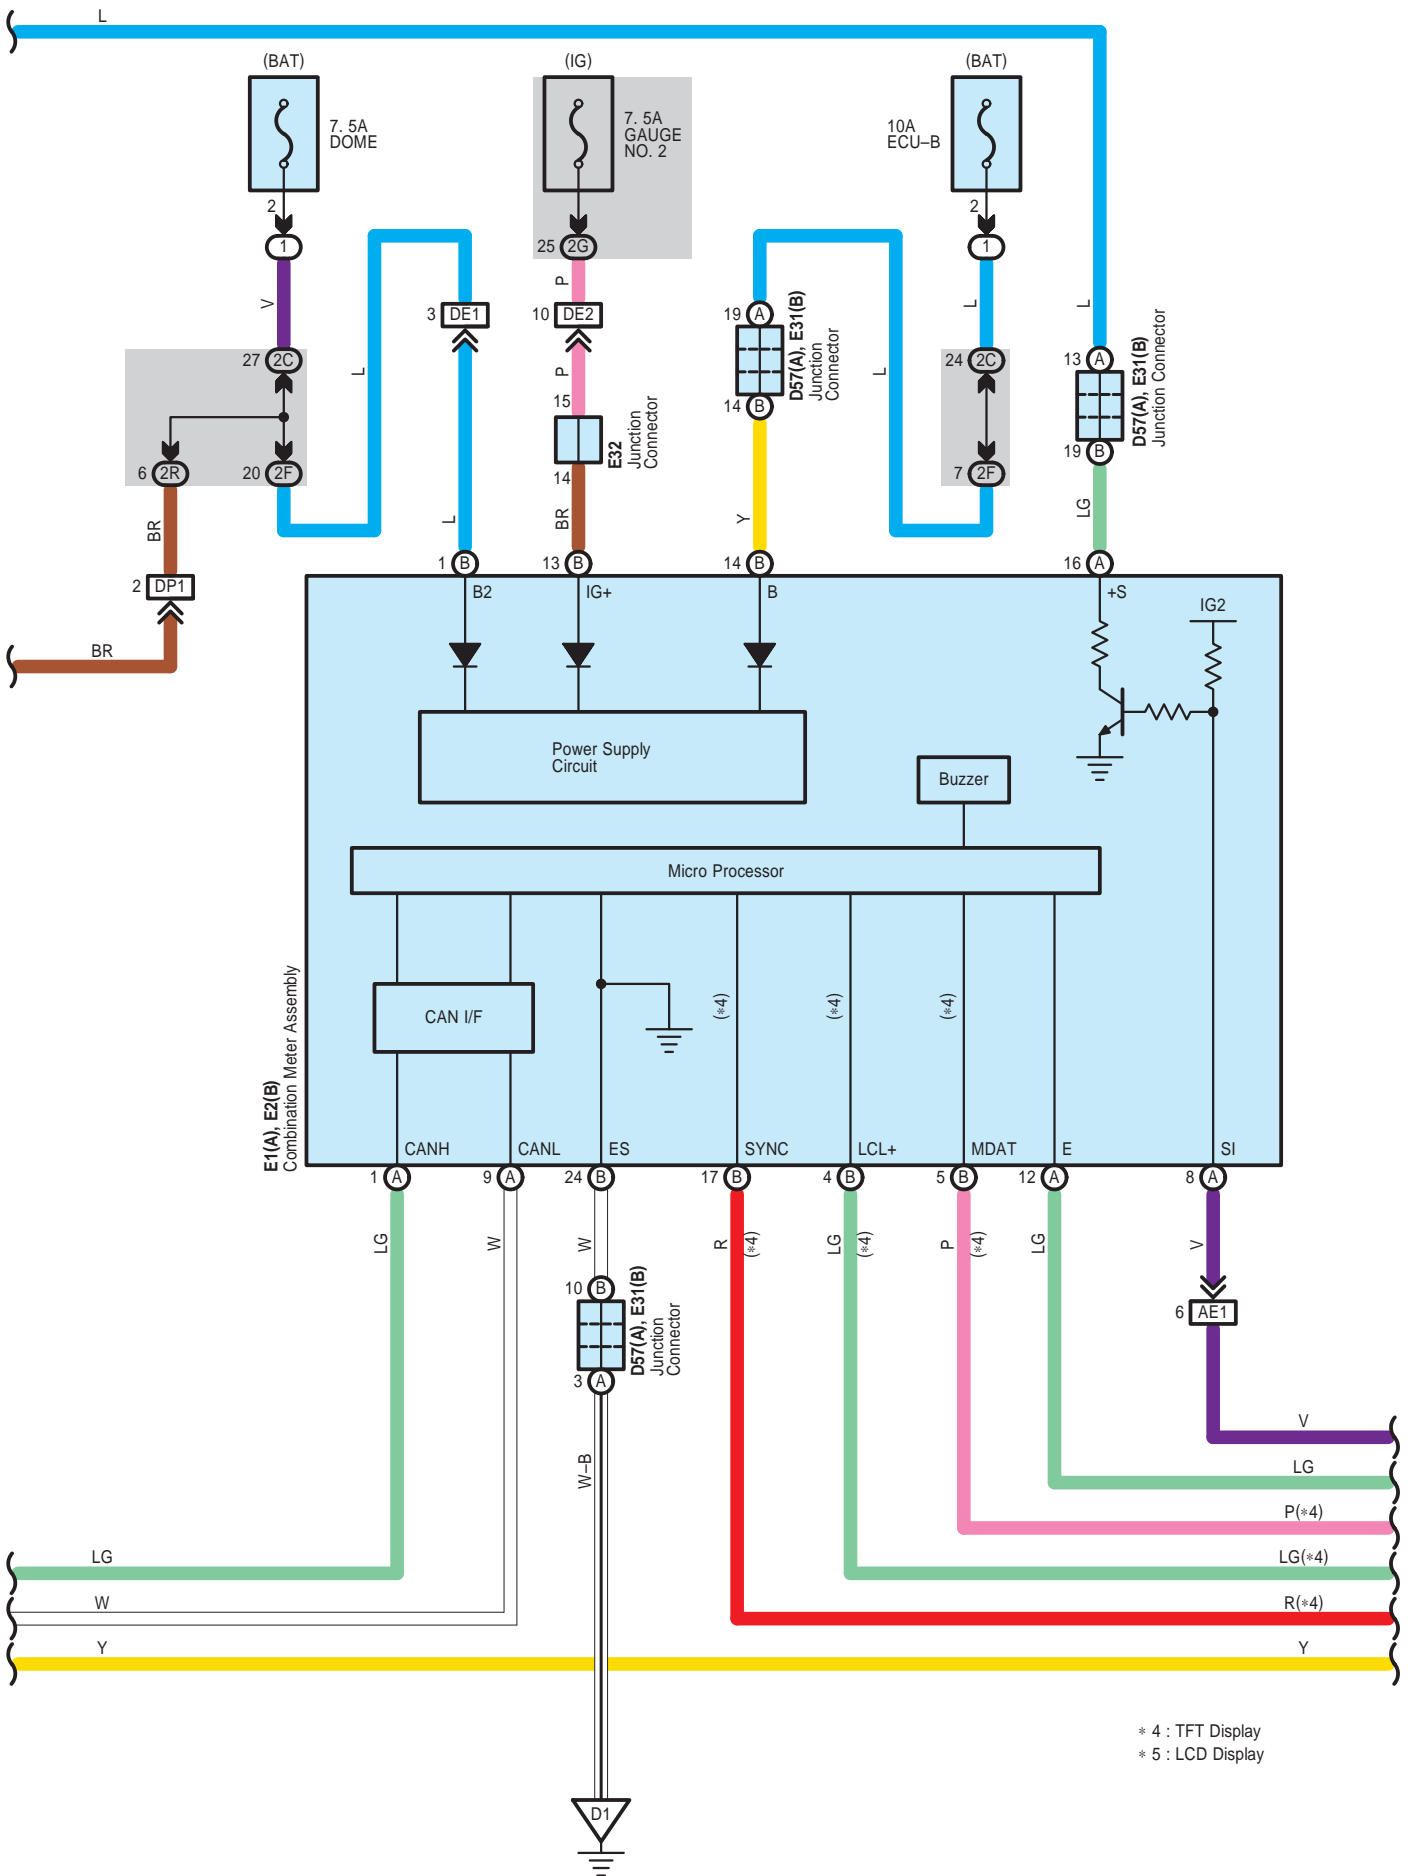 L
(BAT)
(IG)
(BAT)
7. 5A
DOME
7. 5A
GAUGE
NO. 2
10A
ECU–B
2
2
1
25 2G
1
V
P
L
L
3 DE1
10 DE2
19 A
D57(A), E31(B)
Junction
Connector
27 2C
L
P
L
24 2C
13 A
D57(A), E31(B)
Junction Connector
15
14 B
E32
Junction
Connector
19 B
6 2R
20 2F
14
7 2F
BR
L
BR
Y
LG
1 B
13 B
14 B
16 A
2 DP1
B2
IG+
B
+S
IG2
BR
Power Supply
Circuit
Buzzer
Micro Processor
E1(A), E2(B)
Combination Meter Assembly
CAN I/F
(∗4)
(∗4)
(∗4)
CANH
CANL
ES
SYNC
LCL+
MDAT
E
SI
1 A
9 A
24 B
17 B
4 B
5 B
12 A
8 A
LG
W
W
R
(∗4)
LG
(∗4)
P
(∗4)
LG
V
10 B
D57(A), E31(B)
Junction
Connector
6 AE1
3 A
V
W–B
LG
P(∗4)
LG
LG(∗4)
W
R(∗4)
Y
Y
∗ 4 : TFT Display
∗ 5 : LCD Display
D1